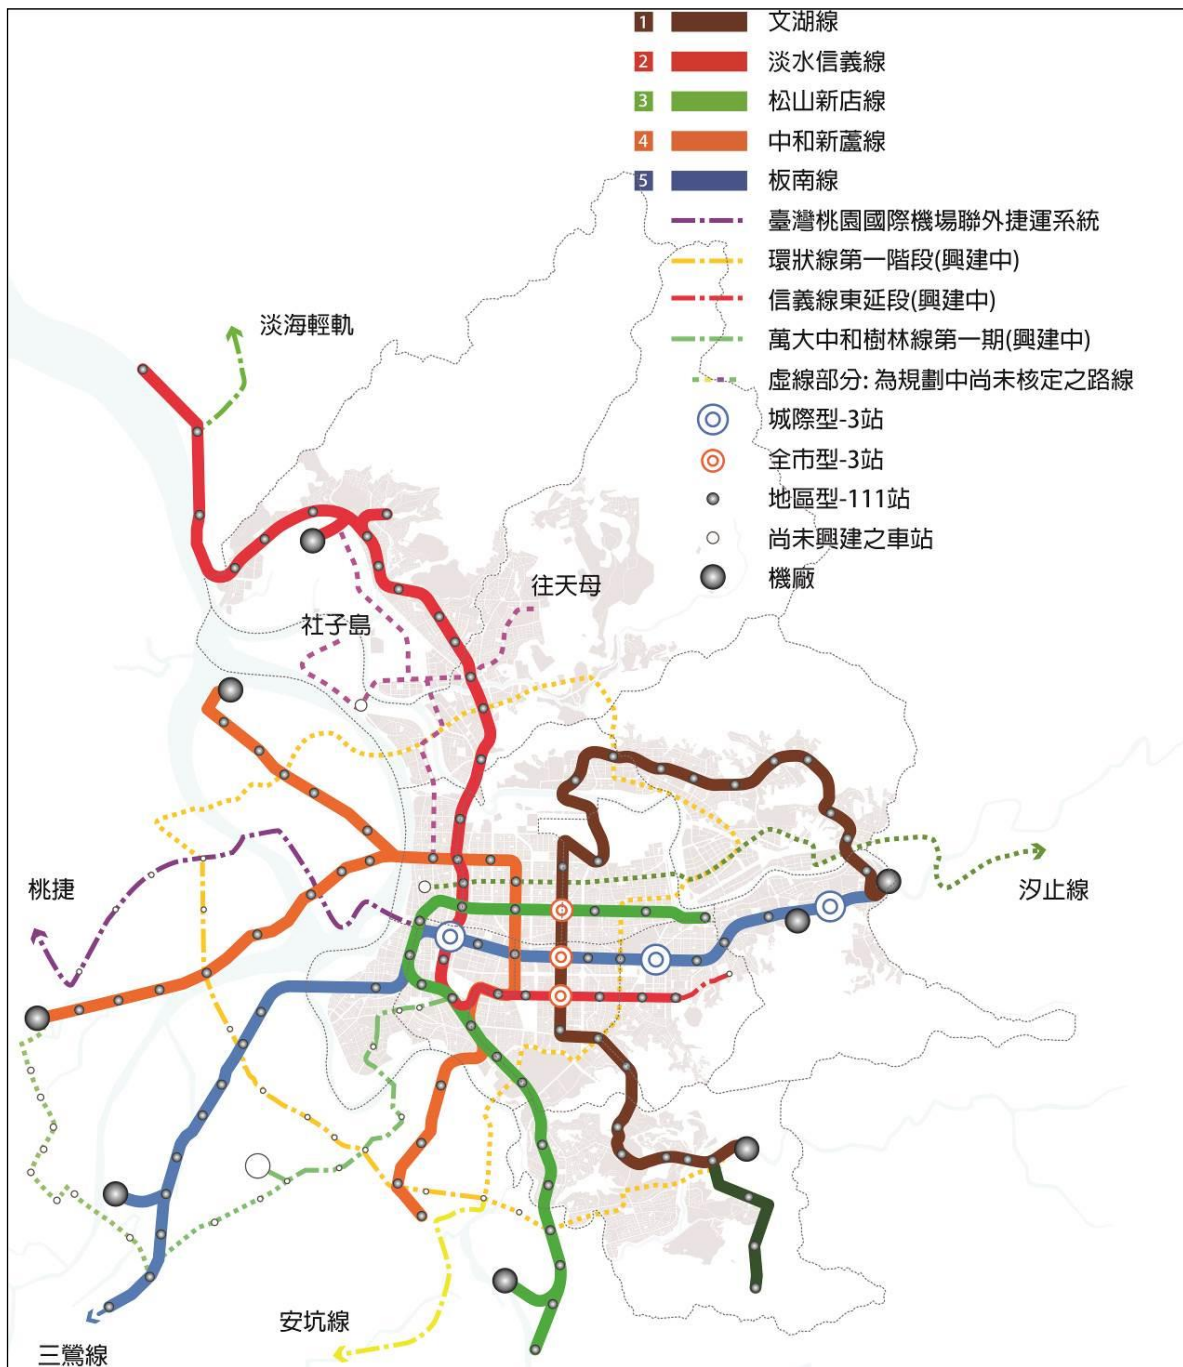 1 文湖線
2 淡水信義線
3 松山新店線
4 中和新蘆線
5 板南線
臺灣桃園國際機場聯外捷運系統
環狀線第一階段(興建中)
信義線東延段(興建中)
萬大中和樹林線第一期(興建中)
虛線部分: 為規劃中尚未核定之路線
城際型-3站
全市型-3站
地區型-111站
尚未興建之車站
機廠
淡海輕軌
往天母
社子島
桃捷
汐止線
安坑線
三鶯線